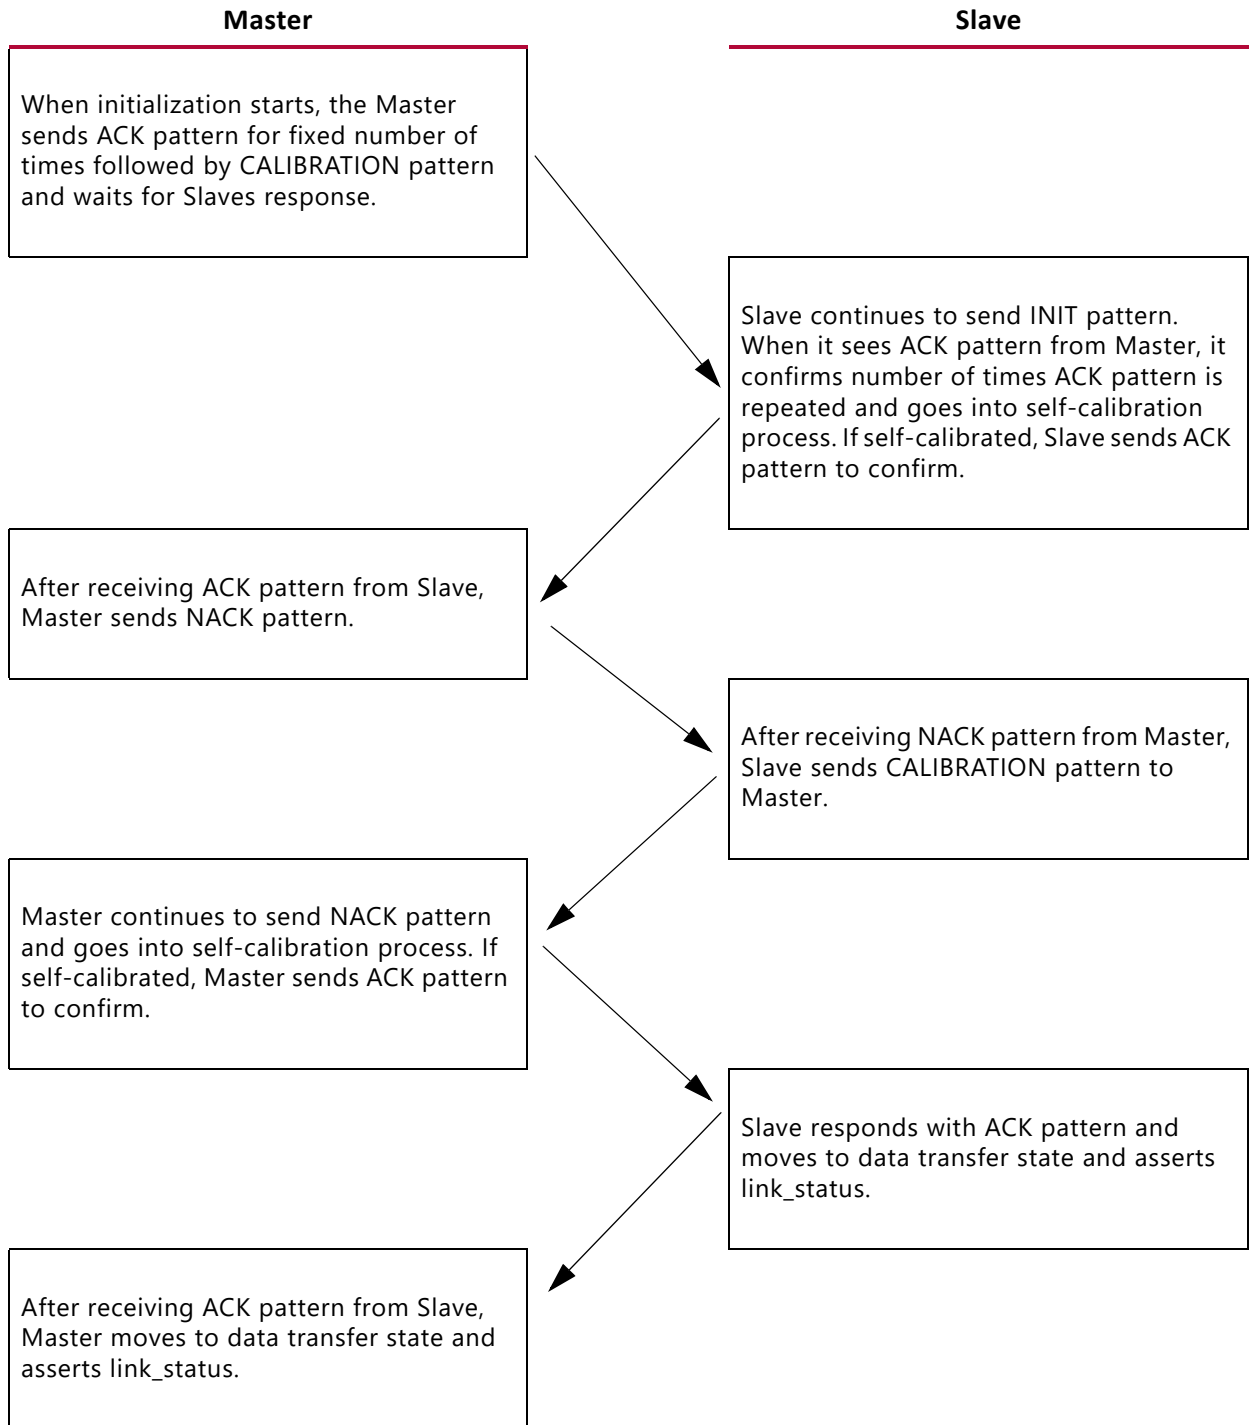 Master
Slave
When initialization starts, the Master
sends ACK pattern for fixed number of
times followed by CALIBRATION pattern
and waits for Slaves response.
Slave continues to send INIT pattern.
When it sees ACK pattern from Master, it
confirms number of times ACK pattern is
repeated and goes into self-calibration
process. If self-calibrated, Slave sends ACK
pattern to confirm.
After receiving ACK pattern from Slave,
Master sends NACK pattern.
After receiving NACK pattern from Master,
Slave sends CALIBRATION pattern to
Master.
Master continues to send NACK pattern
and goes into self-calibration process. If
self-calibrated, Master sends ACK pattern
to confirm.
Slave responds with ACK pattern and
moves to data transfer state and asserts
link_status.
After receiving ACK pattern from Slave,
Master moves to data transfer state and
asserts link_status.